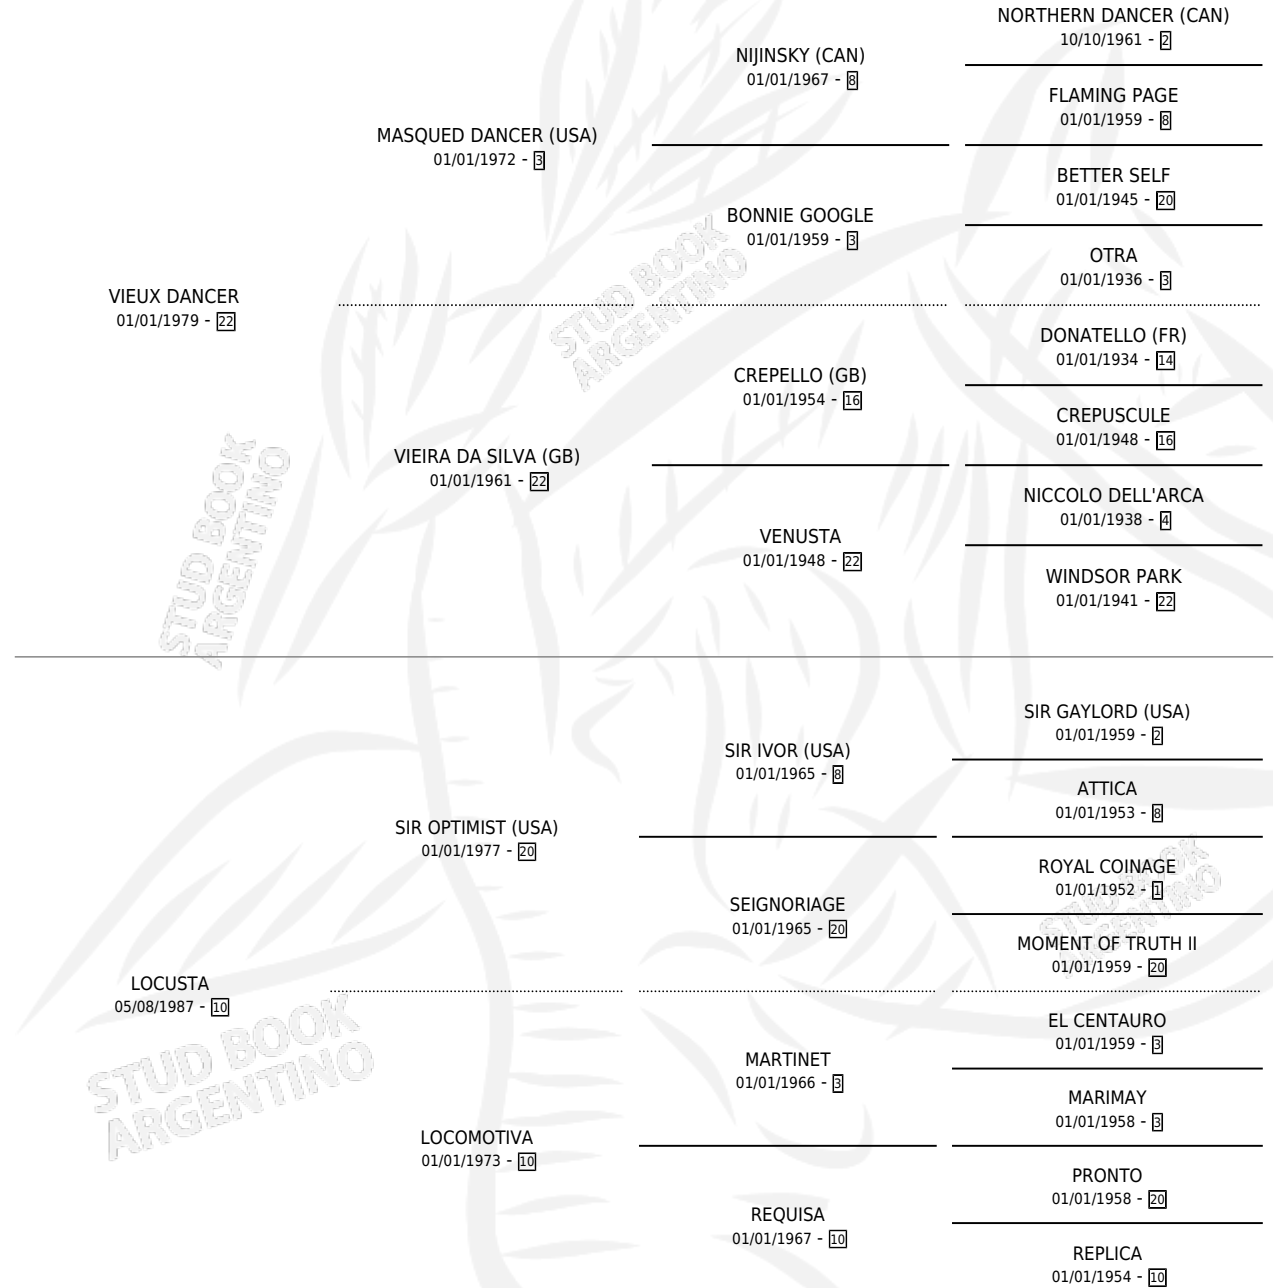 NORTHERN DANCER (CAN)
10/10/1961 - 2
NIJINSKY (CAN)
01/01/1967 - 8
FLAMING PAGE
01/01/1959 - 8
MASQUED DANCER (USA)
01/01/1972 - 3
BETTER SELF
01/01/1945 - 20
BONNIE GOOGLE
01/01/1959 - 3
OTRA
01/01/1936 - 3
VIEUX DANCER
01/01/1979 - 22
DONATELLO (FR)
01/01/1934 - 14
CREPELLO (GB)
01/01/1954 - 16
CREPUSCULE
01/01/1948 - 16
VIEIRA DA SILVA (GB)
01/01/1961 - 22
NICCOLO DELL'ARCA
01/01/1938 - 4
VENUSTA
01/01/1948 - 22
WINDSOR PARK
01/01/1941 - 22
SIR GAYLORD (USA)
01/01/1959 - 2
SIR IVOR (USA)
01/01/1965 - 8
ATTICA
01/01/1953 - 8
SIR OPTIMIST (USA)
01/01/1977 - 20
ROYAL COINAGE
01/01/1952 - 1
SEIGNORIAGE
01/01/1965 - 20
MOMENT OF TRUTH II
01/01/1959 - 20
LOCUSTA
05/08/1987 - 10
EL CENTAURO
01/01/1959 - 3
MARTINET
01/01/1966 - 3
MARIMAY
01/01/1958 - 3
LOCOMOTIVA
01/01/1973 - 10
PRONTO
01/01/1958 - 20
REQUISA
01/01/1967 - 10
REPLICA
01/01/1954 - 10
STUD BOOK
ARGENTINO
STUD BOOK
ARGENTINO
STUD BOOK
ARGENTINO
STUD BOOK
ARGENTINO